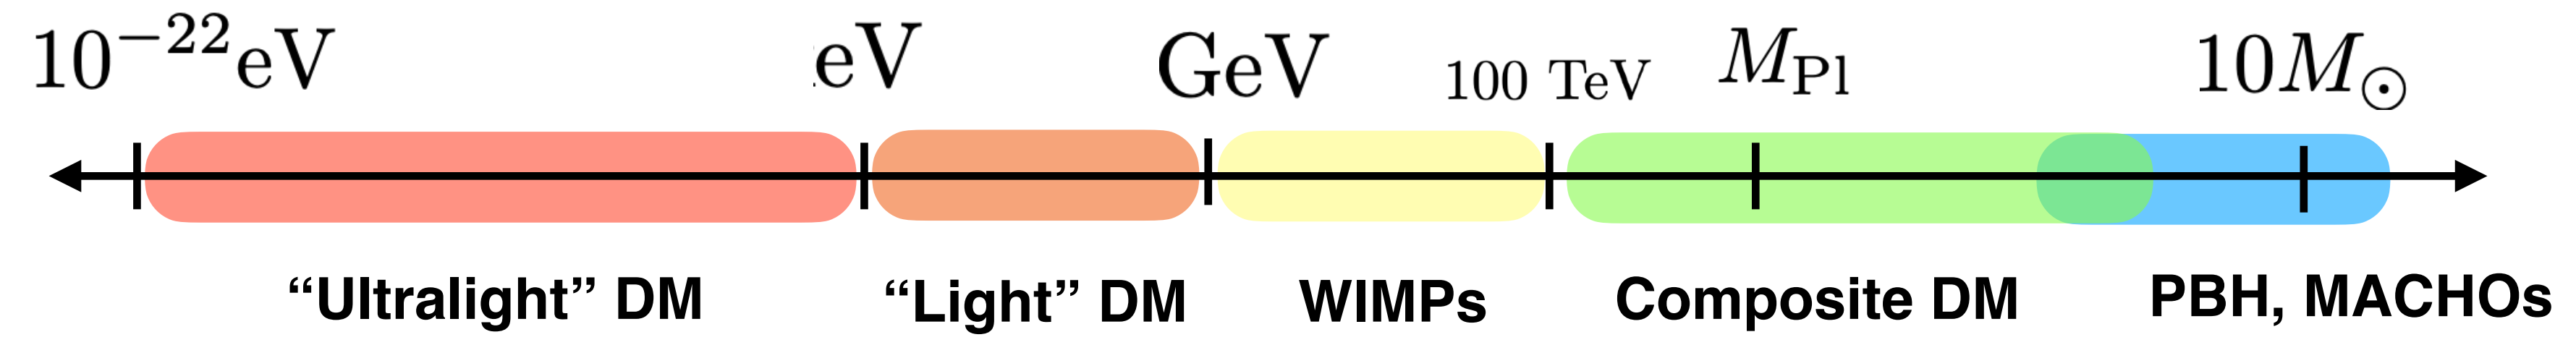 10⁻²²eV eV GeV 100 TeV M_Pl 10M_⊙
“Ultralight” DM “Light” DM WIMPs Composite DM PBH, MACHOs